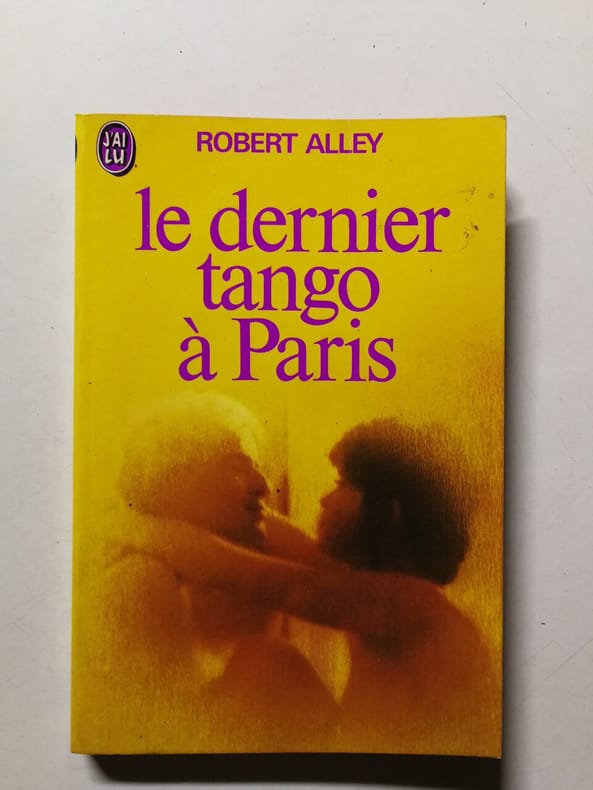 J'AI
LU
ROBERT ALLEY
le dernier
tango
à Paris